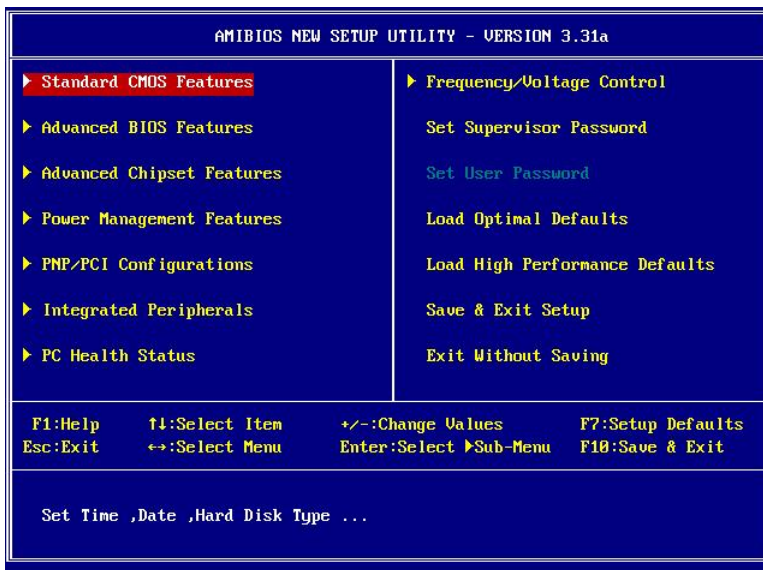 AMIBIOS NEW SETUP UTILITY - VERSION 3.31a
Standard CMOS Features
Advanced BIOS Features
Advanced Chipset Features
Power Management Features
PNP/PCI Configurations
Integrated Peripherals
PC Health Status
Frequency/Voltage Control
Set Supervisor Password
Set User Password
Load Optimal Defaults
Load High Performance Defaults
Save & Exit Setup
Exit Without Saving
F1:Help ↑↓:Select Item +/-:Change Values F7:Setup Defaults
Esc:Exit ↔:Select Menu Enter:Select ▶Sub-Menu F10:Save & Exit
Set Time ,Date ,Hard Disk Type ...